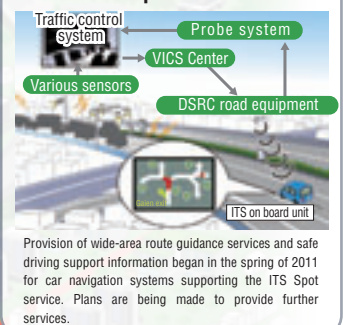 Traffic control
system
Probe system
VICS Center
Various sensors
DSRC road equipment
ITS on board unit
Provision of wide-area route guidance services and safe
driving support information began in the spring of 2011
for car navigation systems supporting the ITS Spot
service. Plans are being made to provide further
services.